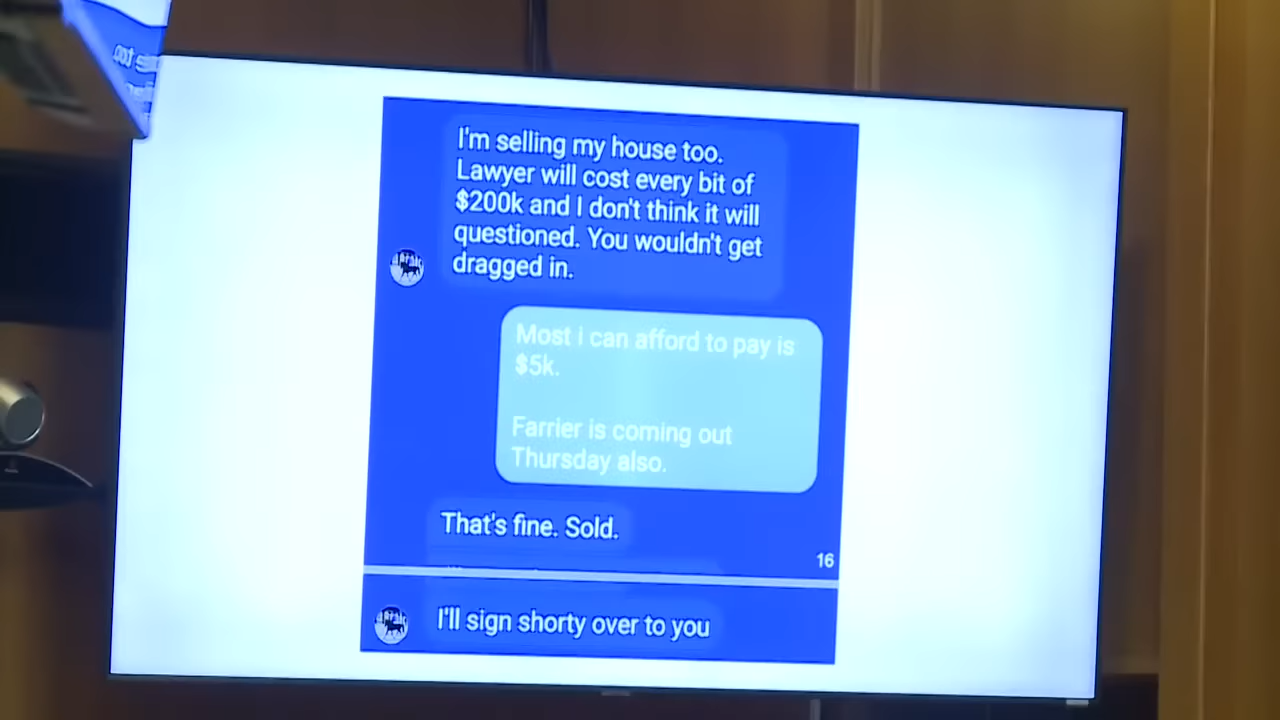 I'm selling my house too.
Lawyer will cost every bit of
$200k and I don't think it will
questioned. You wouldn't get
dragged in.
Most i can afford to pay is
$5k.
Farrier is coming out
Thursday also.
That's fine. Sold.
16
I'll sign shorty over to you